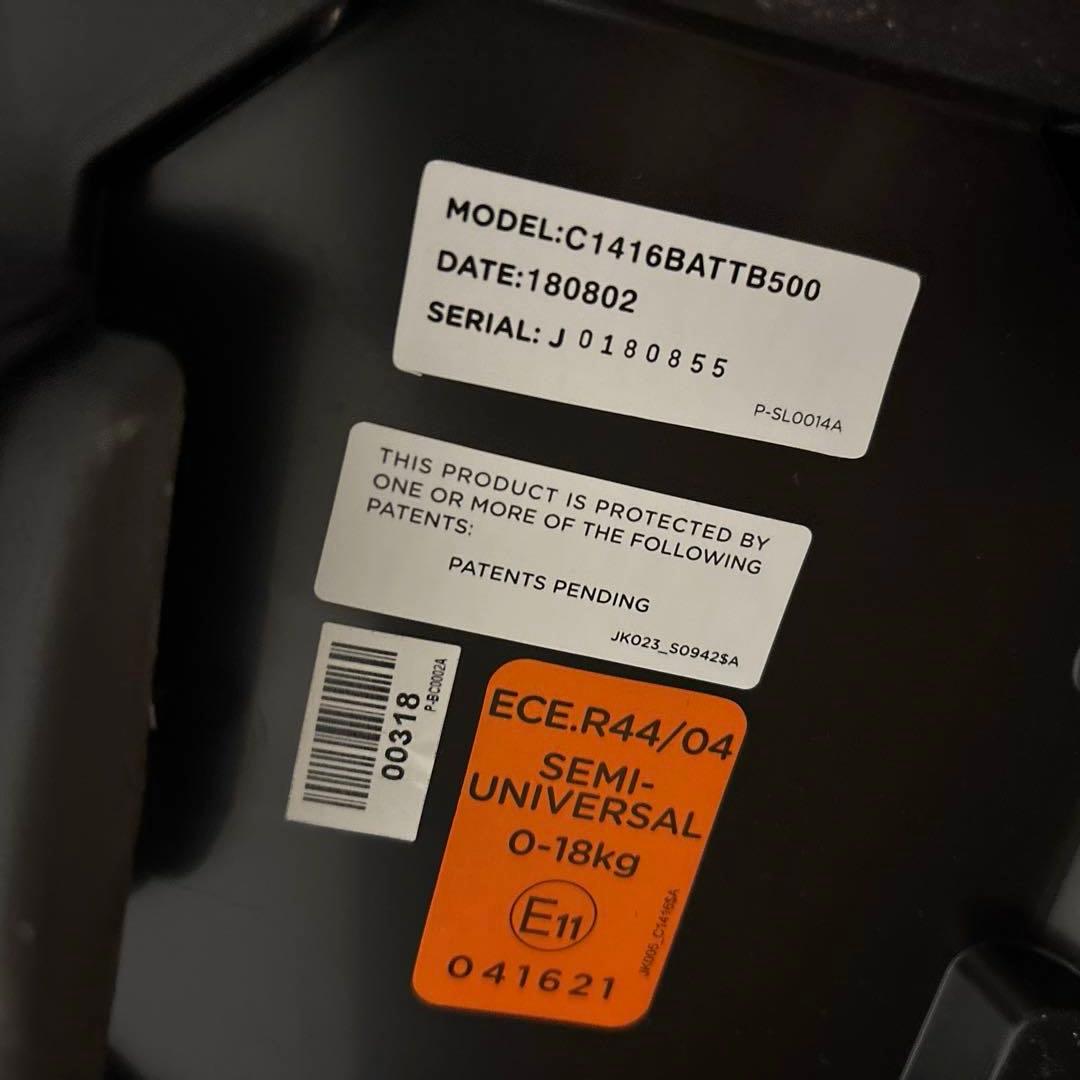 MODEL:C1416BATTB500
DATE:180802
SERIAL: J 0180855
P-SL0014A
THIS PRODUCT IS PROTECTED BY
ONE OR MORE OF THE FOLLOWING
PATENTS:
PATENTS PENDING
JK023_S0942$A
00318
P-BC0002A
ECE.R44/04
SEMI-
UNIVERSAL
0-18kg
E11
041621
JK005_C1416$A